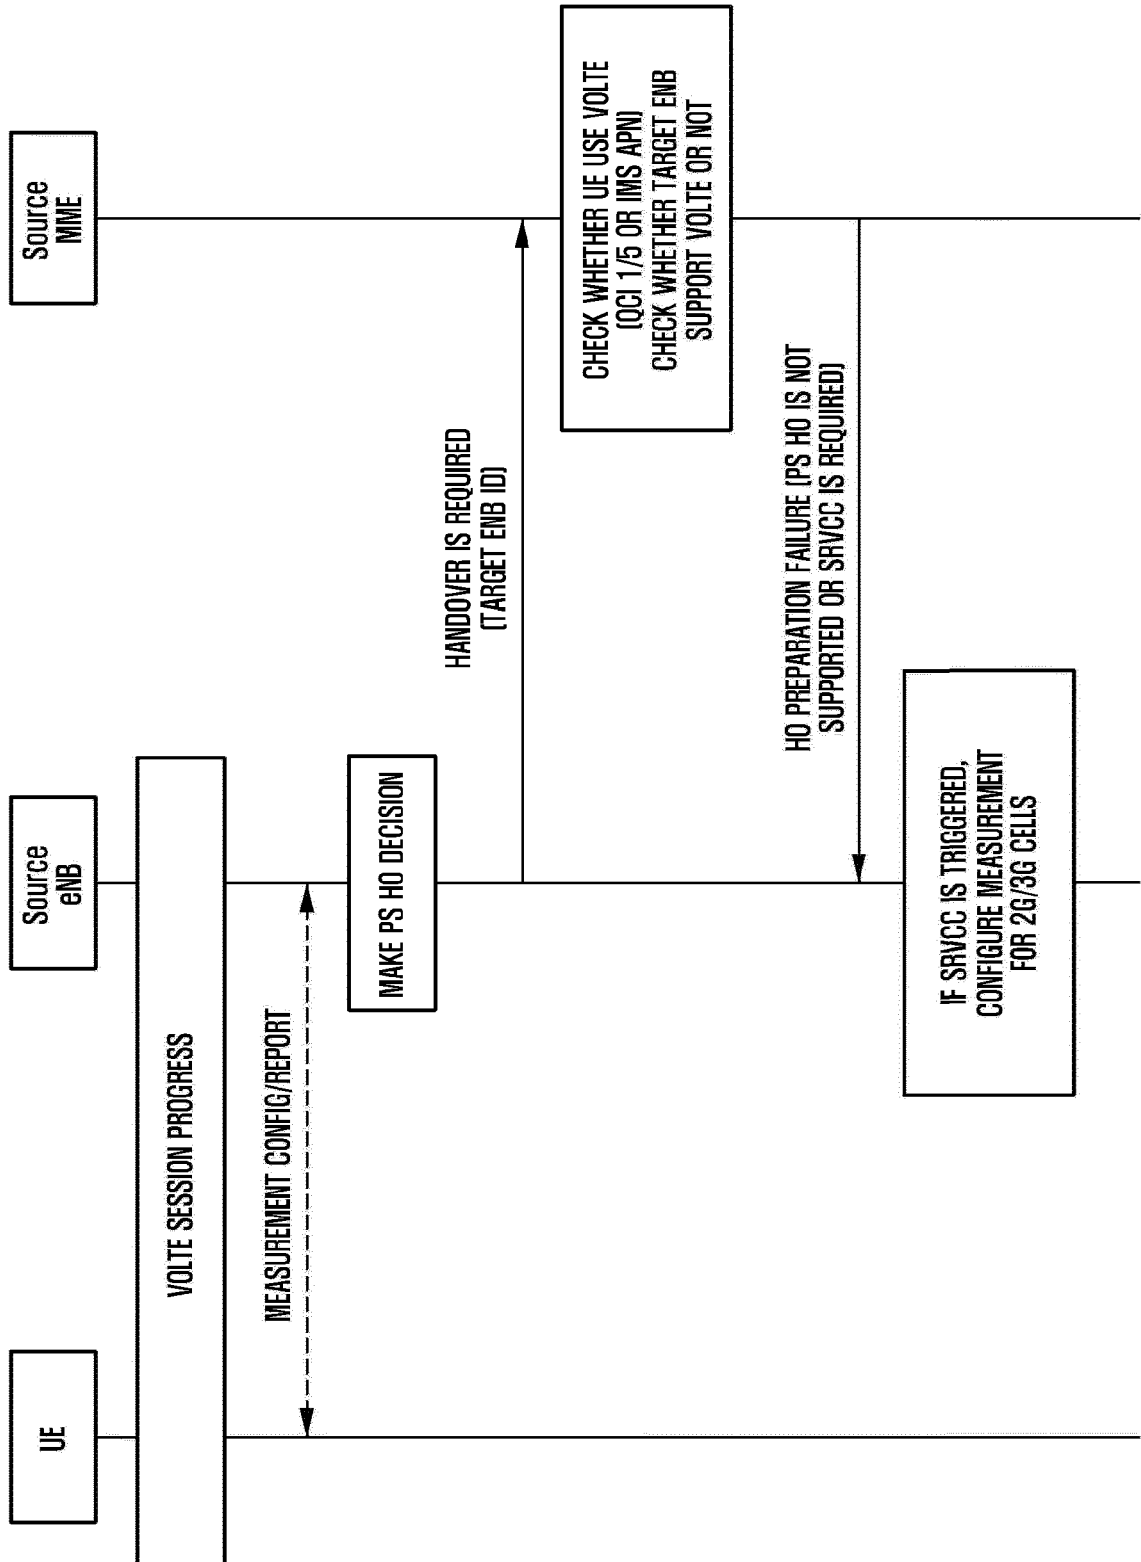 UE
Source
eNB
Source
MME
VOLTE SESSION PROGRESS
MEASUREMENT CONFIG/REPORT
MAKE PS HO DECISION
HANDOVER IS REQUIRED
(TARGET ENB ID)
CHECK WHETHER UE USE VOLTE
(QCI 1/5 OR IMS APN)
CHECK WHETHER TARGET ENB
SUPPORT VOLTE OR NOT
HO PREPARATION FAILURE (PS HO IS NOT
SUPPORTED OR SRVCC IS REQUIRED)
IF SRVCC IS TRIGGERED,
CONFIGURE MEASUREMENT
FOR 2G/3G CELLS